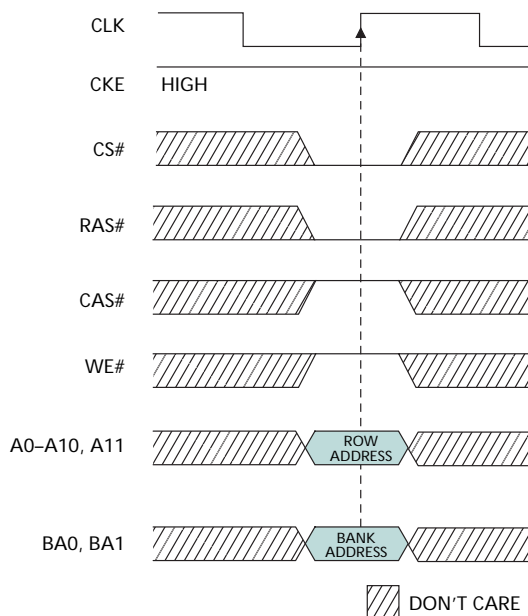 CLK
CKE HIGH
CS#
RAS#
CAS#
WE#
A0–A10, A11 ROW
ADDRESS
BA0, BA1 BANK
ADDRESS
DON'T CARE